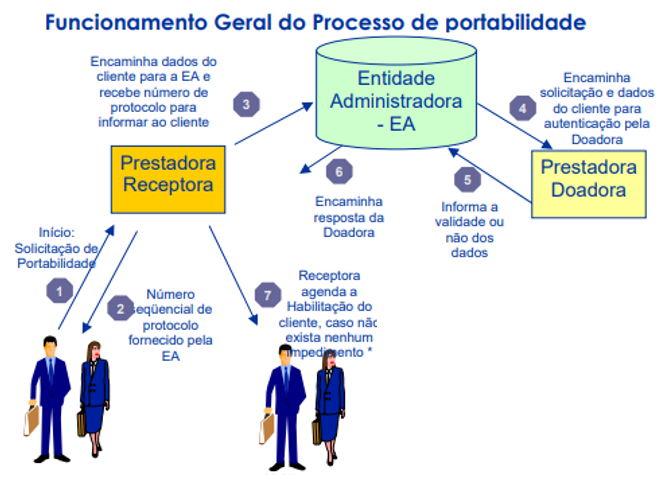 Funcionamento Geral do Processo de portabilidade
Encaminha dados do
cliente para a EA e
recebe número de
protocolo para
informar ao cliente
3
Entidade
Administradora
- EA
Encaminha
solicitação e dados
do cliente para
autenticação pela
Doadora
4
Prestadora
Receptora
Prestadora
Doadora
6
Encaminha
resposta da
Doadora
5
Informa a
validade ou
não dos
dados
Início:
Solicitação de
Portabilidade
1
2
Número
seqüencial de
protocolo
fornecido pela
EA
7
Receptora
agenda a
Habilitação do
cliente, caso não
exista nenhum
impedimento *